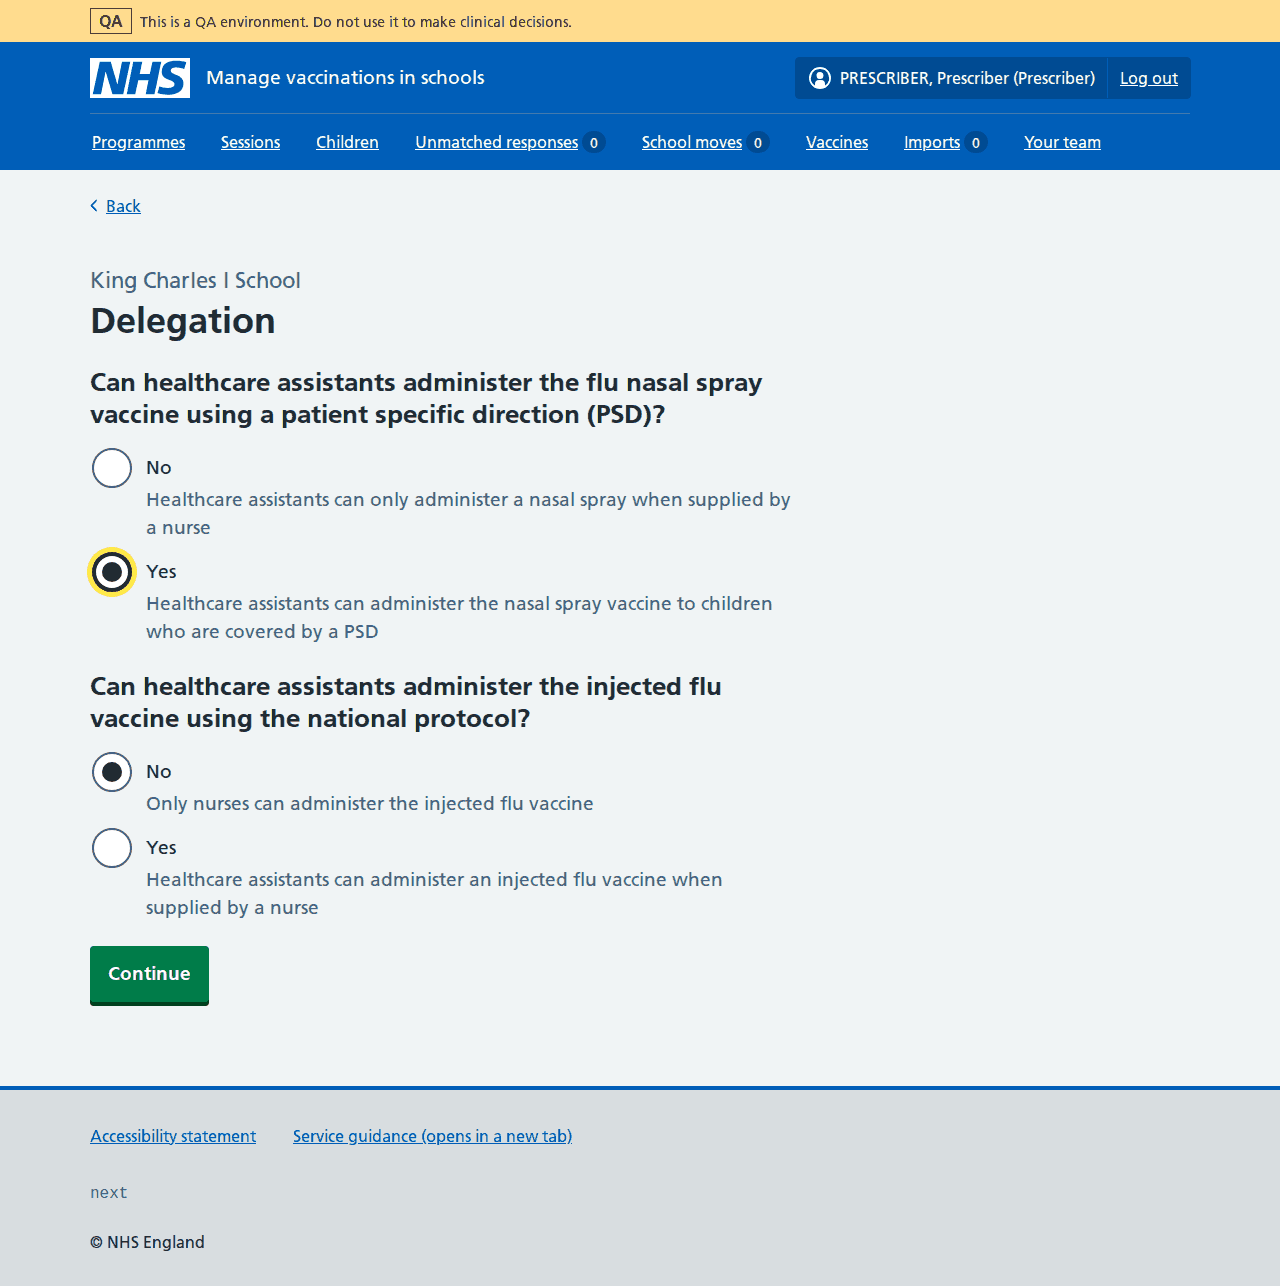 QA This is a QA environment. Do not use it to make clinical decisions.
NHS Manage vaccinations in schools PRESCRIBER, Prescriber (Prescriber) Log out
Programmes Sessions Children Unmatched responses 0 School moves 0 Vaccines Imports 0 Your team
Back
King Charles I School
Delegation
Can healthcare assistants administer the flu nasal spray
vaccine using a patient specific direction (PSD)?
No
Healthcare assistants can only administer a nasal spray when supplied by
a nurse
Yes
Healthcare assistants can administer the nasal spray vaccine to children
who are covered by a PSD
Can healthcare assistants administer the injected flu
vaccine using the national protocol?
No
Only nurses can administer the injected flu vaccine
Yes
Healthcare assistants can administer an injected flu vaccine when
supplied by a nurse
Continue
Accessibility statement Service guidance (opens in a new tab)
next
© NHS England